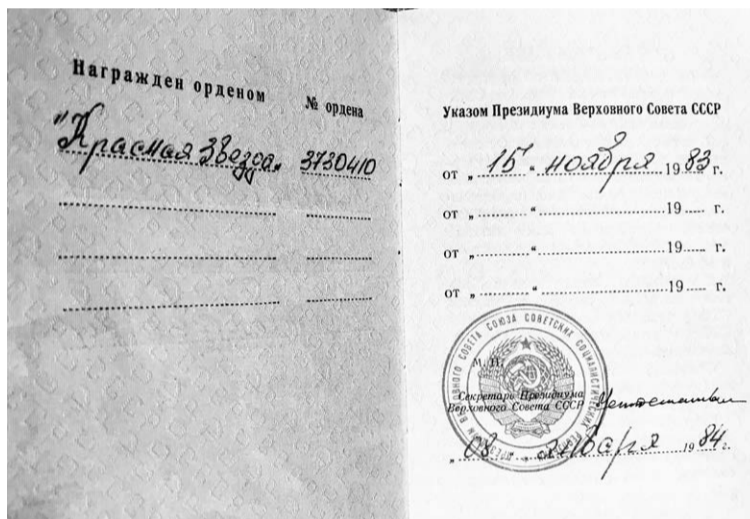 Награжден орденом
№ ордена
"Красная Звезда" 3730410
Указом Президиума Верховного Совета СССР
от „ 15 “ ноября 1983 г.
от „ “ 19 г.
от „ “ 19 г.
от „ “ 19 г.
М. П.
Секретарь Президиума
Верховного Совета СССР
„ 08 “ января 1984 г.